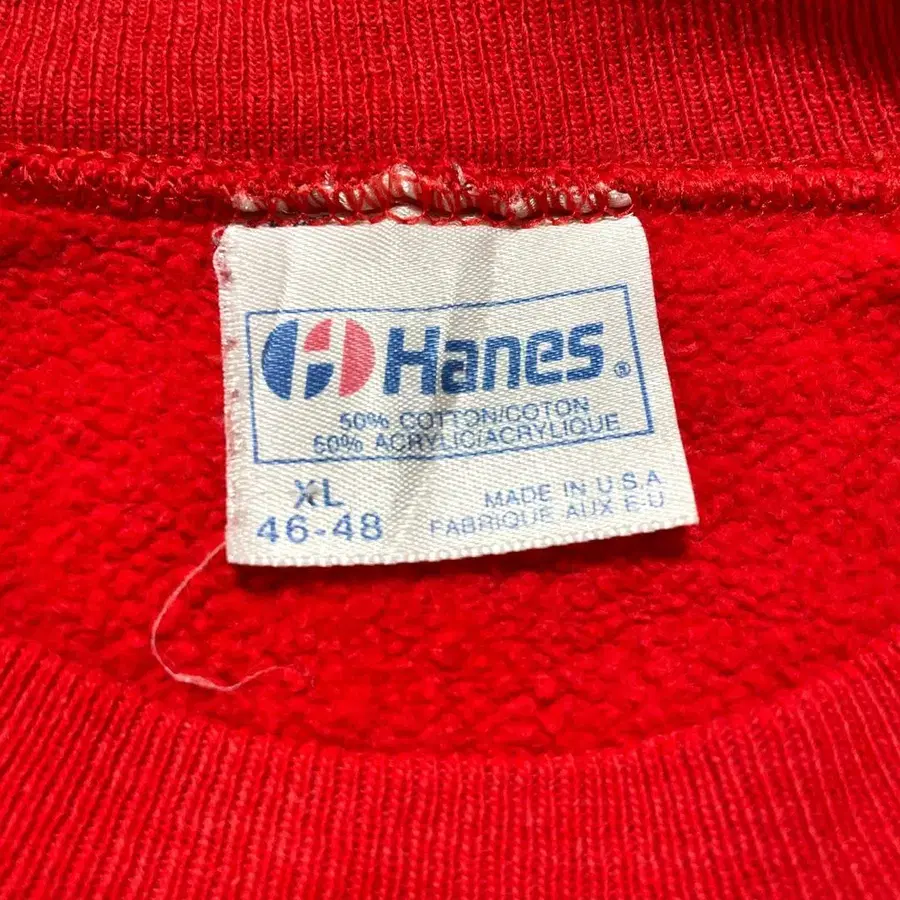 Hanes®
50% COTTON/COTON
50% ACRYLIC/ACRYLIQUE
XL
46-48
MADE IN U.S.A
FABRIQUE AUX E-U